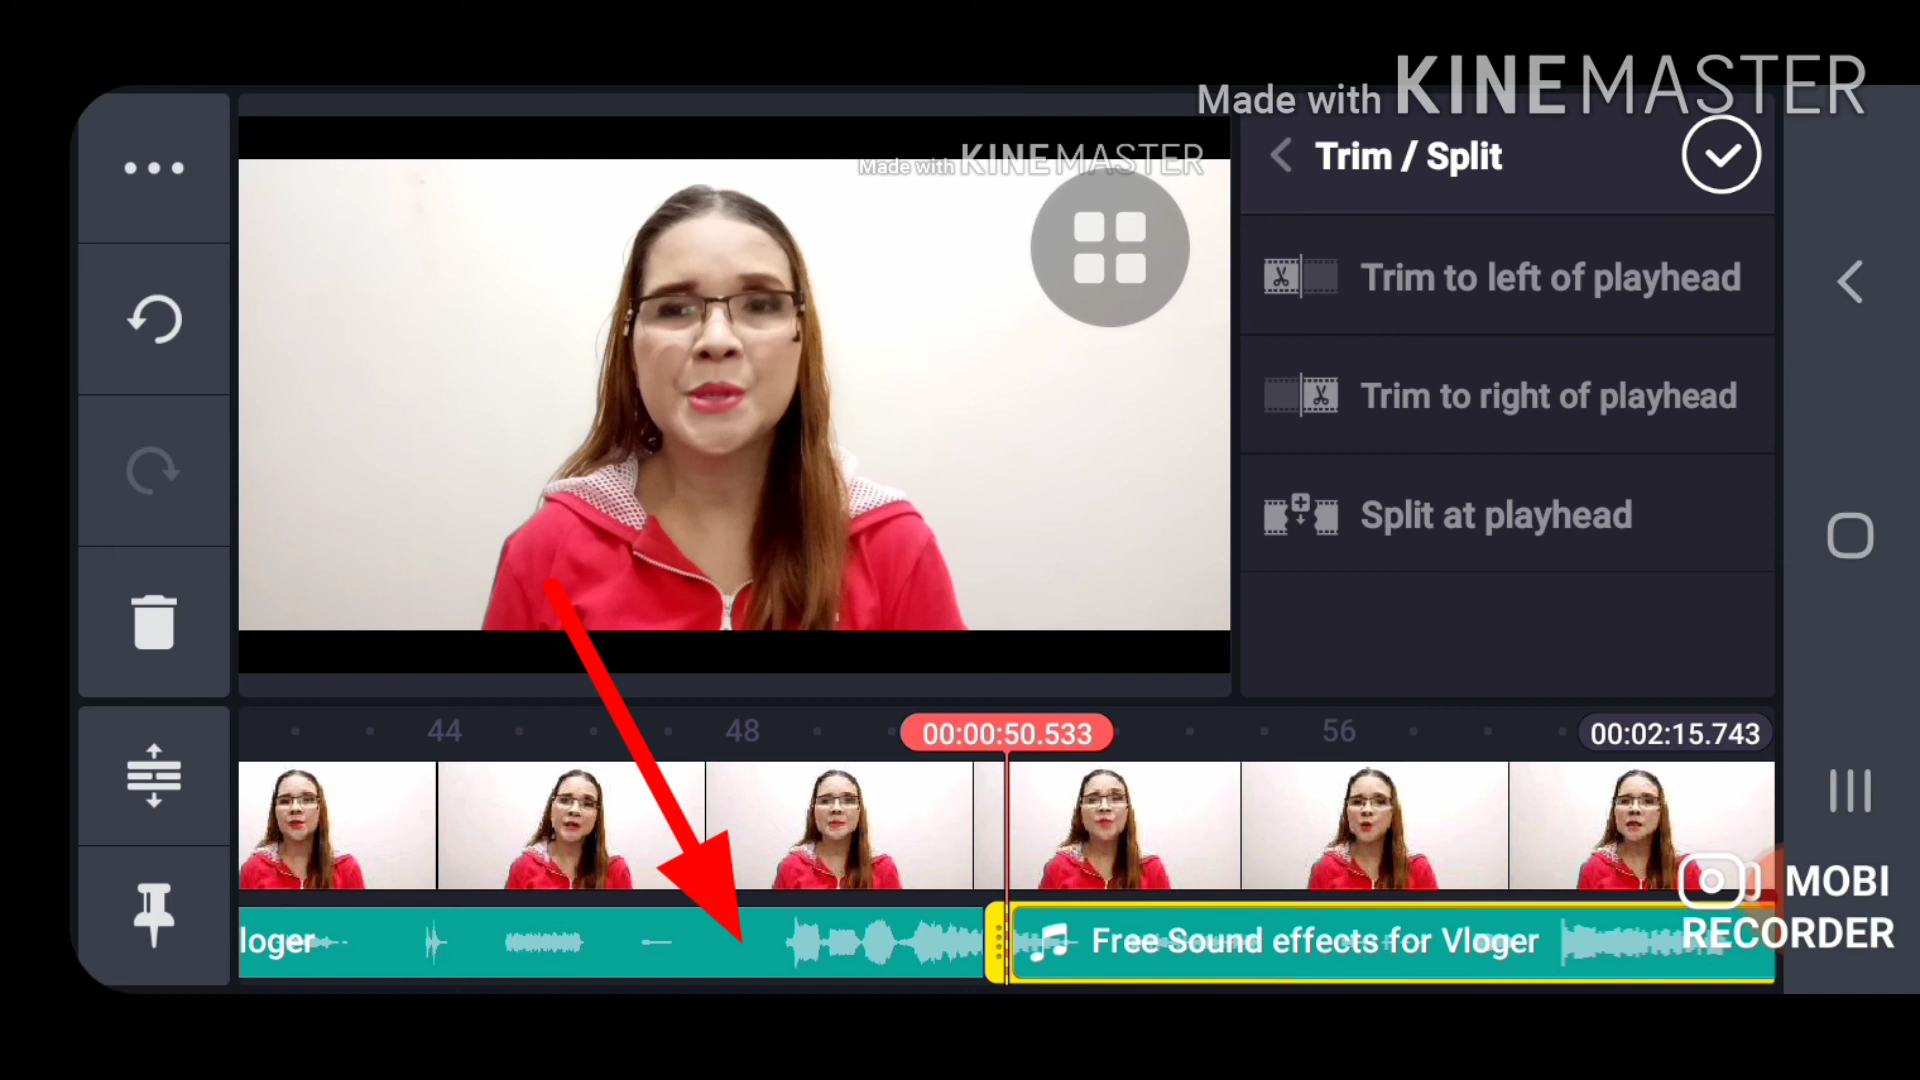 Made with KINEMASTER
Made with KINEMASTER
Trim / Split
Trim to left of playhead
Trim to right of playhead
Split at playhead
44
48
00:00:50.533
56
00:02:15.743
loger
Free Sound effects for Vloger
MOBI
RECORDER